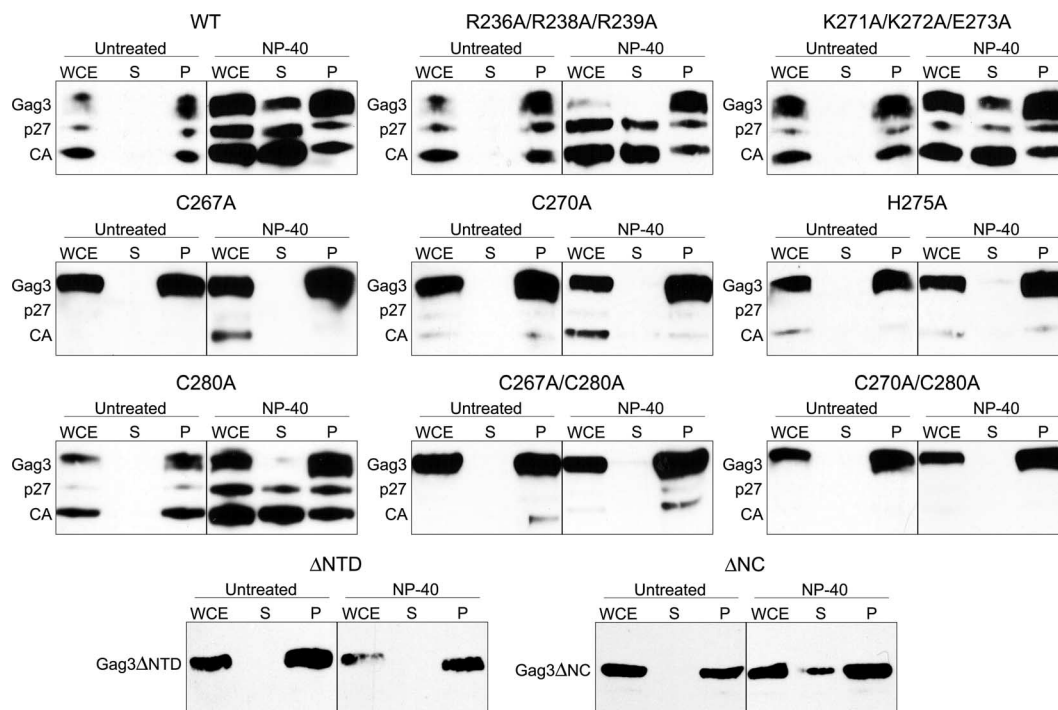 WT
Untreated NP-40
WCE S P WCE S P
Gag3
p27
CA
R236A/R238A/R239A
Untreated NP-40
WCE S P WCE S P
Gag3
p27
CA
K271A/K272A/E273A
Untreated NP-40
WCE S P WCE S P
Gag3
p27
CA
C267A
Untreated NP-40
WCE S P WCE S P
Gag3
p27
CA
C270A
Untreated NP-40
WCE S P WCE S P
Gag3
p27
CA
H275A
Untreated NP-40
WCE S P WCE S P
Gag3
p27
CA
C280A
Untreated NP-40
WCE S P WCE S P
Gag3
p27
CA
C267A/C280A
Untreated NP-40
WCE S P WCE S P
Gag3
p27
CA
C270A/C280A
Untreated NP-40
WCE S P WCE S P
Gag3
p27
CA
ΔNTD
Untreated NP-40
WCE S P WCE S P
Gag3ΔNTD
ΔNC
Untreated NP-40
WCE S P WCE S P
Gag3ΔNC